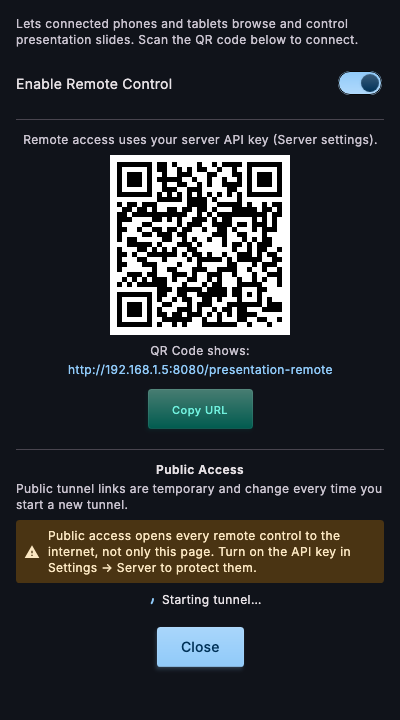 Lets connected phones and tablets browse and control
presentation slides. Scan the QR code below to connect.
Enable Remote Control
Remote access uses your server API key (Server settings).
QR Code shows:
http://192.168.1.5:8080/presentation-remote
Copy URL
Public Access
Public tunnel links are temporary and change every time you
start a new tunnel.
Public access opens every remote control to the
internet, not only this page. Turn on the API key in
Settings → Server to protect them.
Starting tunnel...
Close